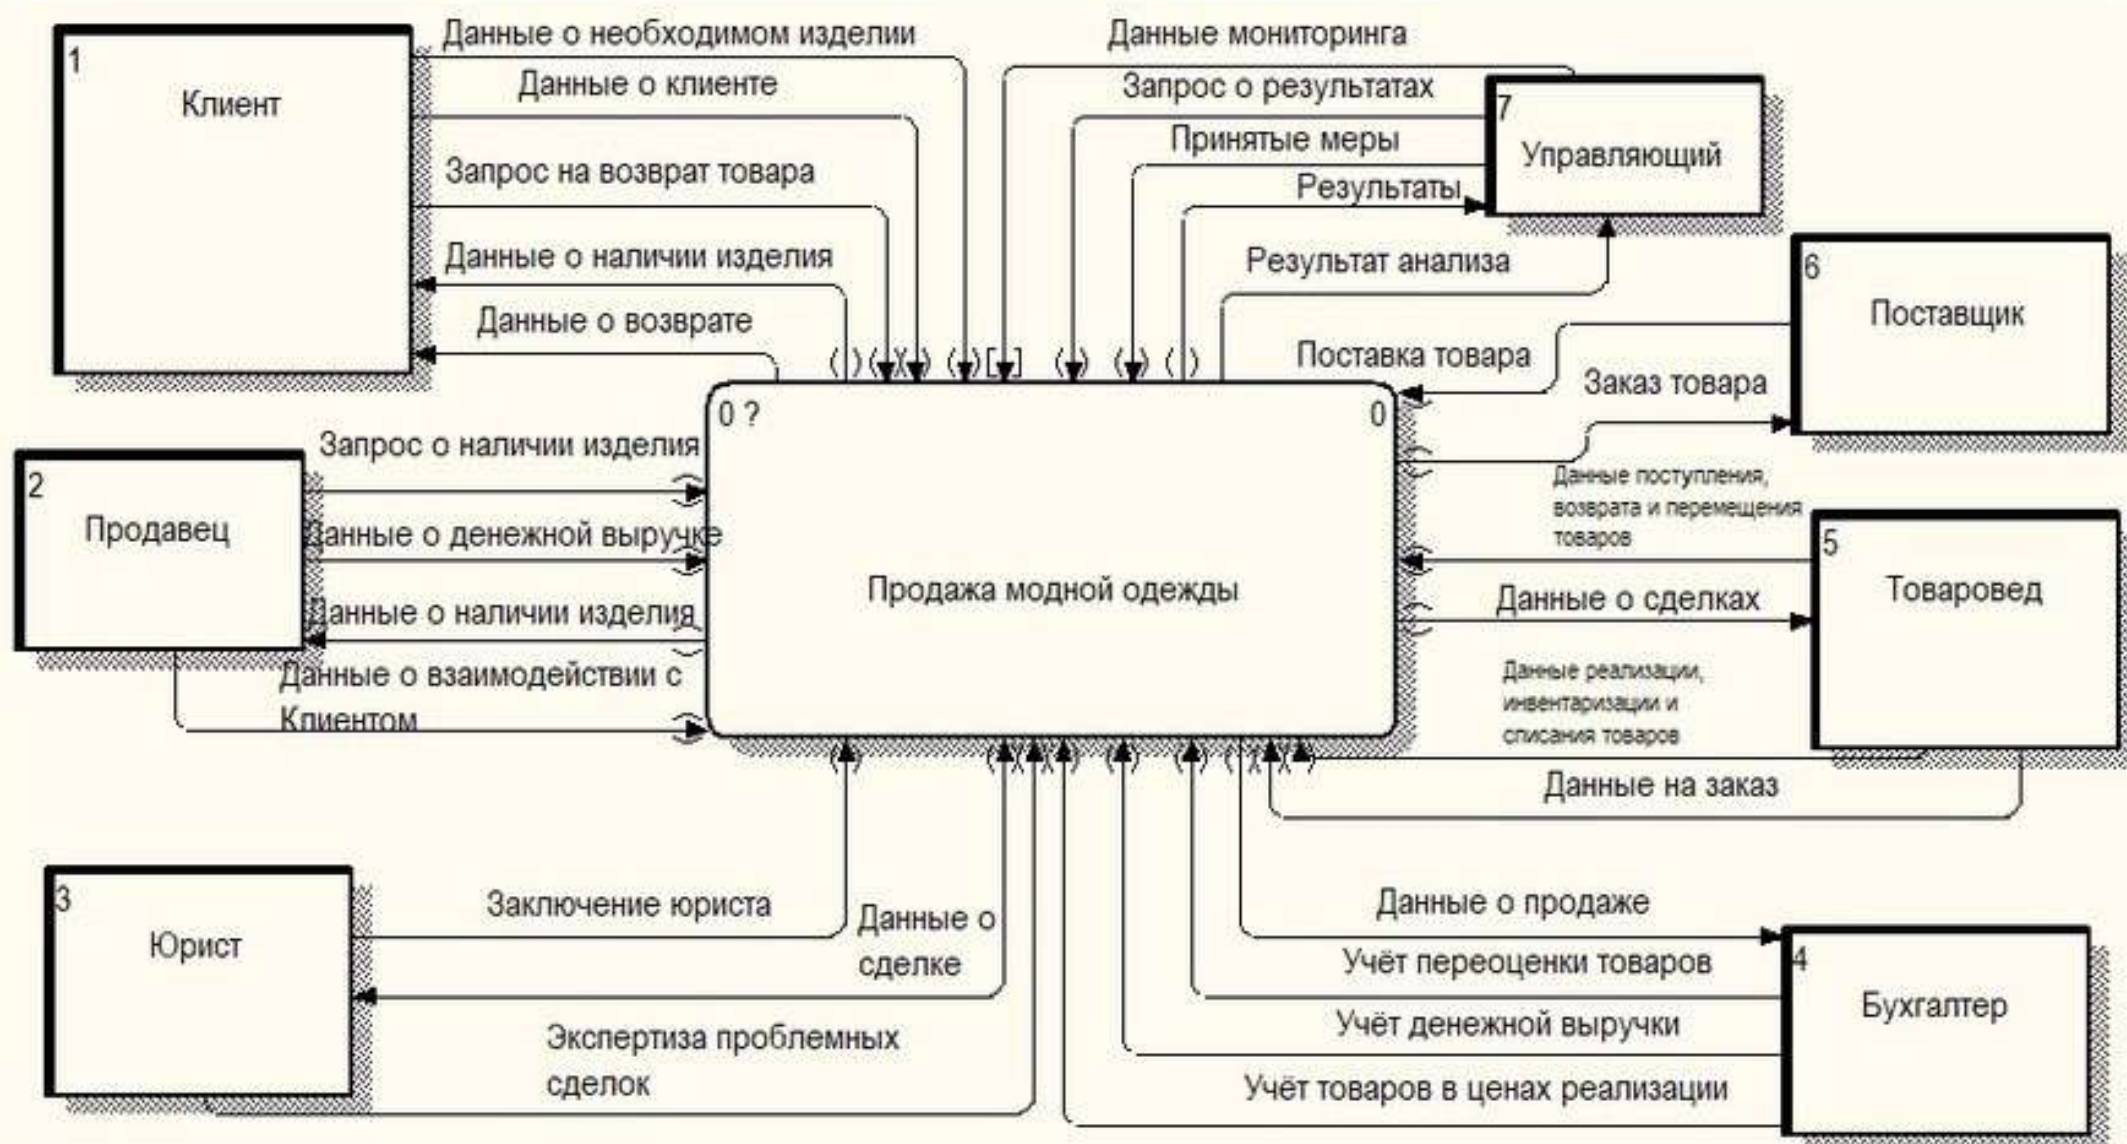 1
Клиент
Данные о необходимом изделии
Данные о клиенте
Запрос на возврат товара
Данные о наличии изделия
Данные о возврате
Данные мониторинга
Запрос о результатах
Принятые меры
Результаты
Результат анализа
7
Управляющий
6
Поставщик
Поставка товара
Заказ товара
0 ?
0
Продажа модной одежды
2
Продавец
Запрос о наличии изделия
Данные о денежной выручке
Данные о наличии изделия
Данные о взаимодействии с
Клиентом
Данные поступления,
возврата и перемещения
товаров
5
Товаровед
Данные о сделках
Данные реализации,
инвентаризации и
списания товаров
Данные на заказ
3
Юрист
Заключение юриста
Данные о
сделке
Экспертиза проблемных
сделок
Данные о продаже
Учёт переоценки товаров
Учёт денежной выручки
Учёт товаров в ценах реализации
4
Бухгалтер